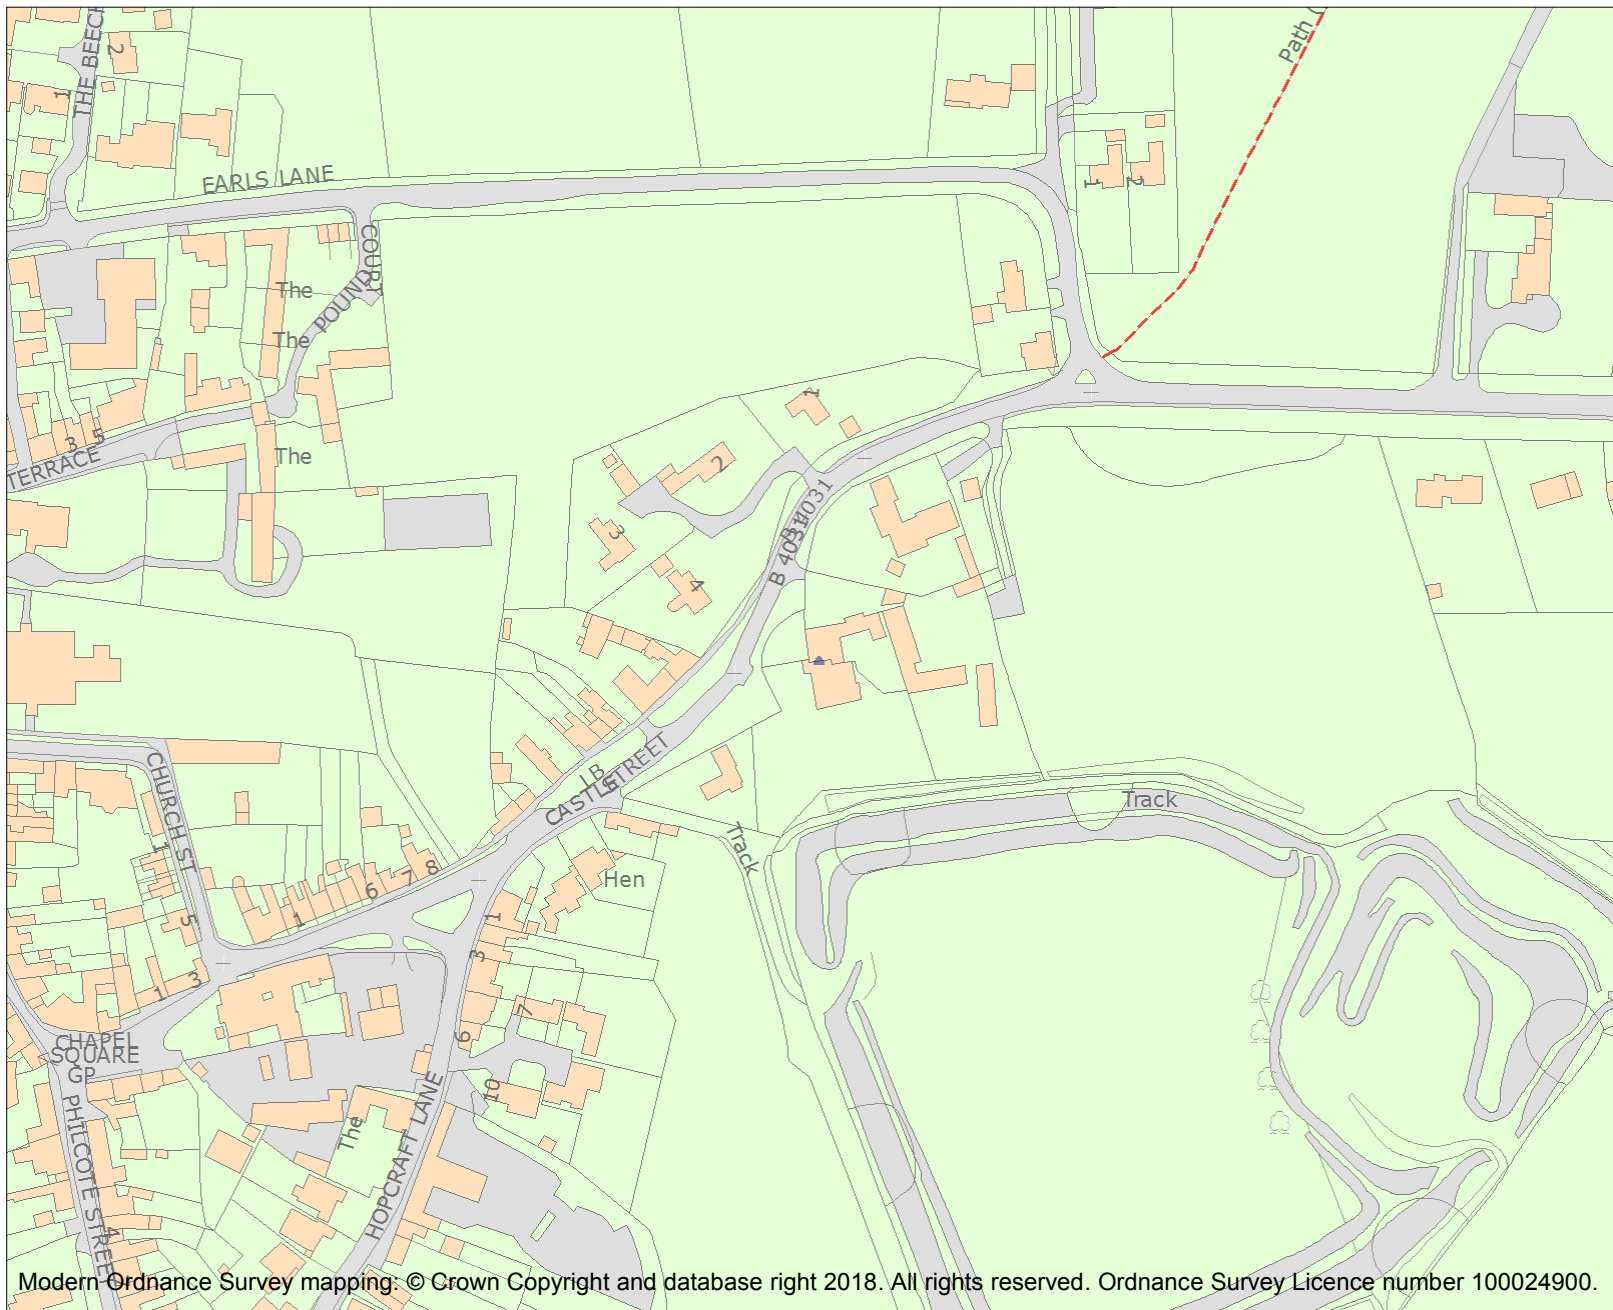 THE BEECH
2
1
Path (
EARLS LANE
1
2
COURT
POUND
The
The
1
3
5
TERRACE
The
2
3
4
B 4031
B 4031
LB
CASTLE STREET
CHURCH ST
Track
Track
1
8
7
6
1
5
Hen
1
3
1
3
7
6
10
CHAPEL
SQUARE
GP
The
HOPCRAFT LANE
PHILCOTE STREET
4
Modern Ordnance Survey mapping: © Crown Copyright and database right 2018. All rights reserved. Ordnance Survey Licence number 100024900.